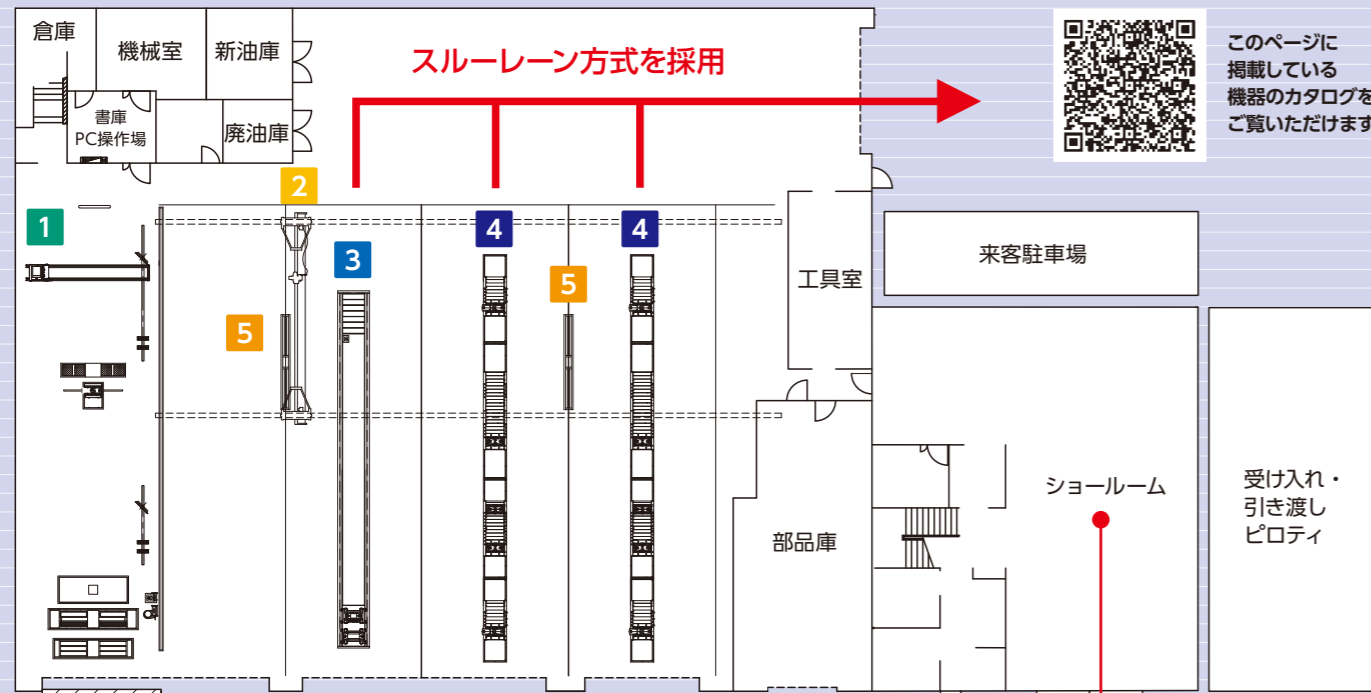 倉庫
機械室
新油庫
書庫
PC操作場
廃油庫
スルーレーン方式を採用
このページに
掲載している
機器のカタログを
ご覧いただけます
1
2
3
4
4
5
5
工具室
来客駐車場
部品庫
ショールーム
受け入れ・
引き渡し
ピロティ